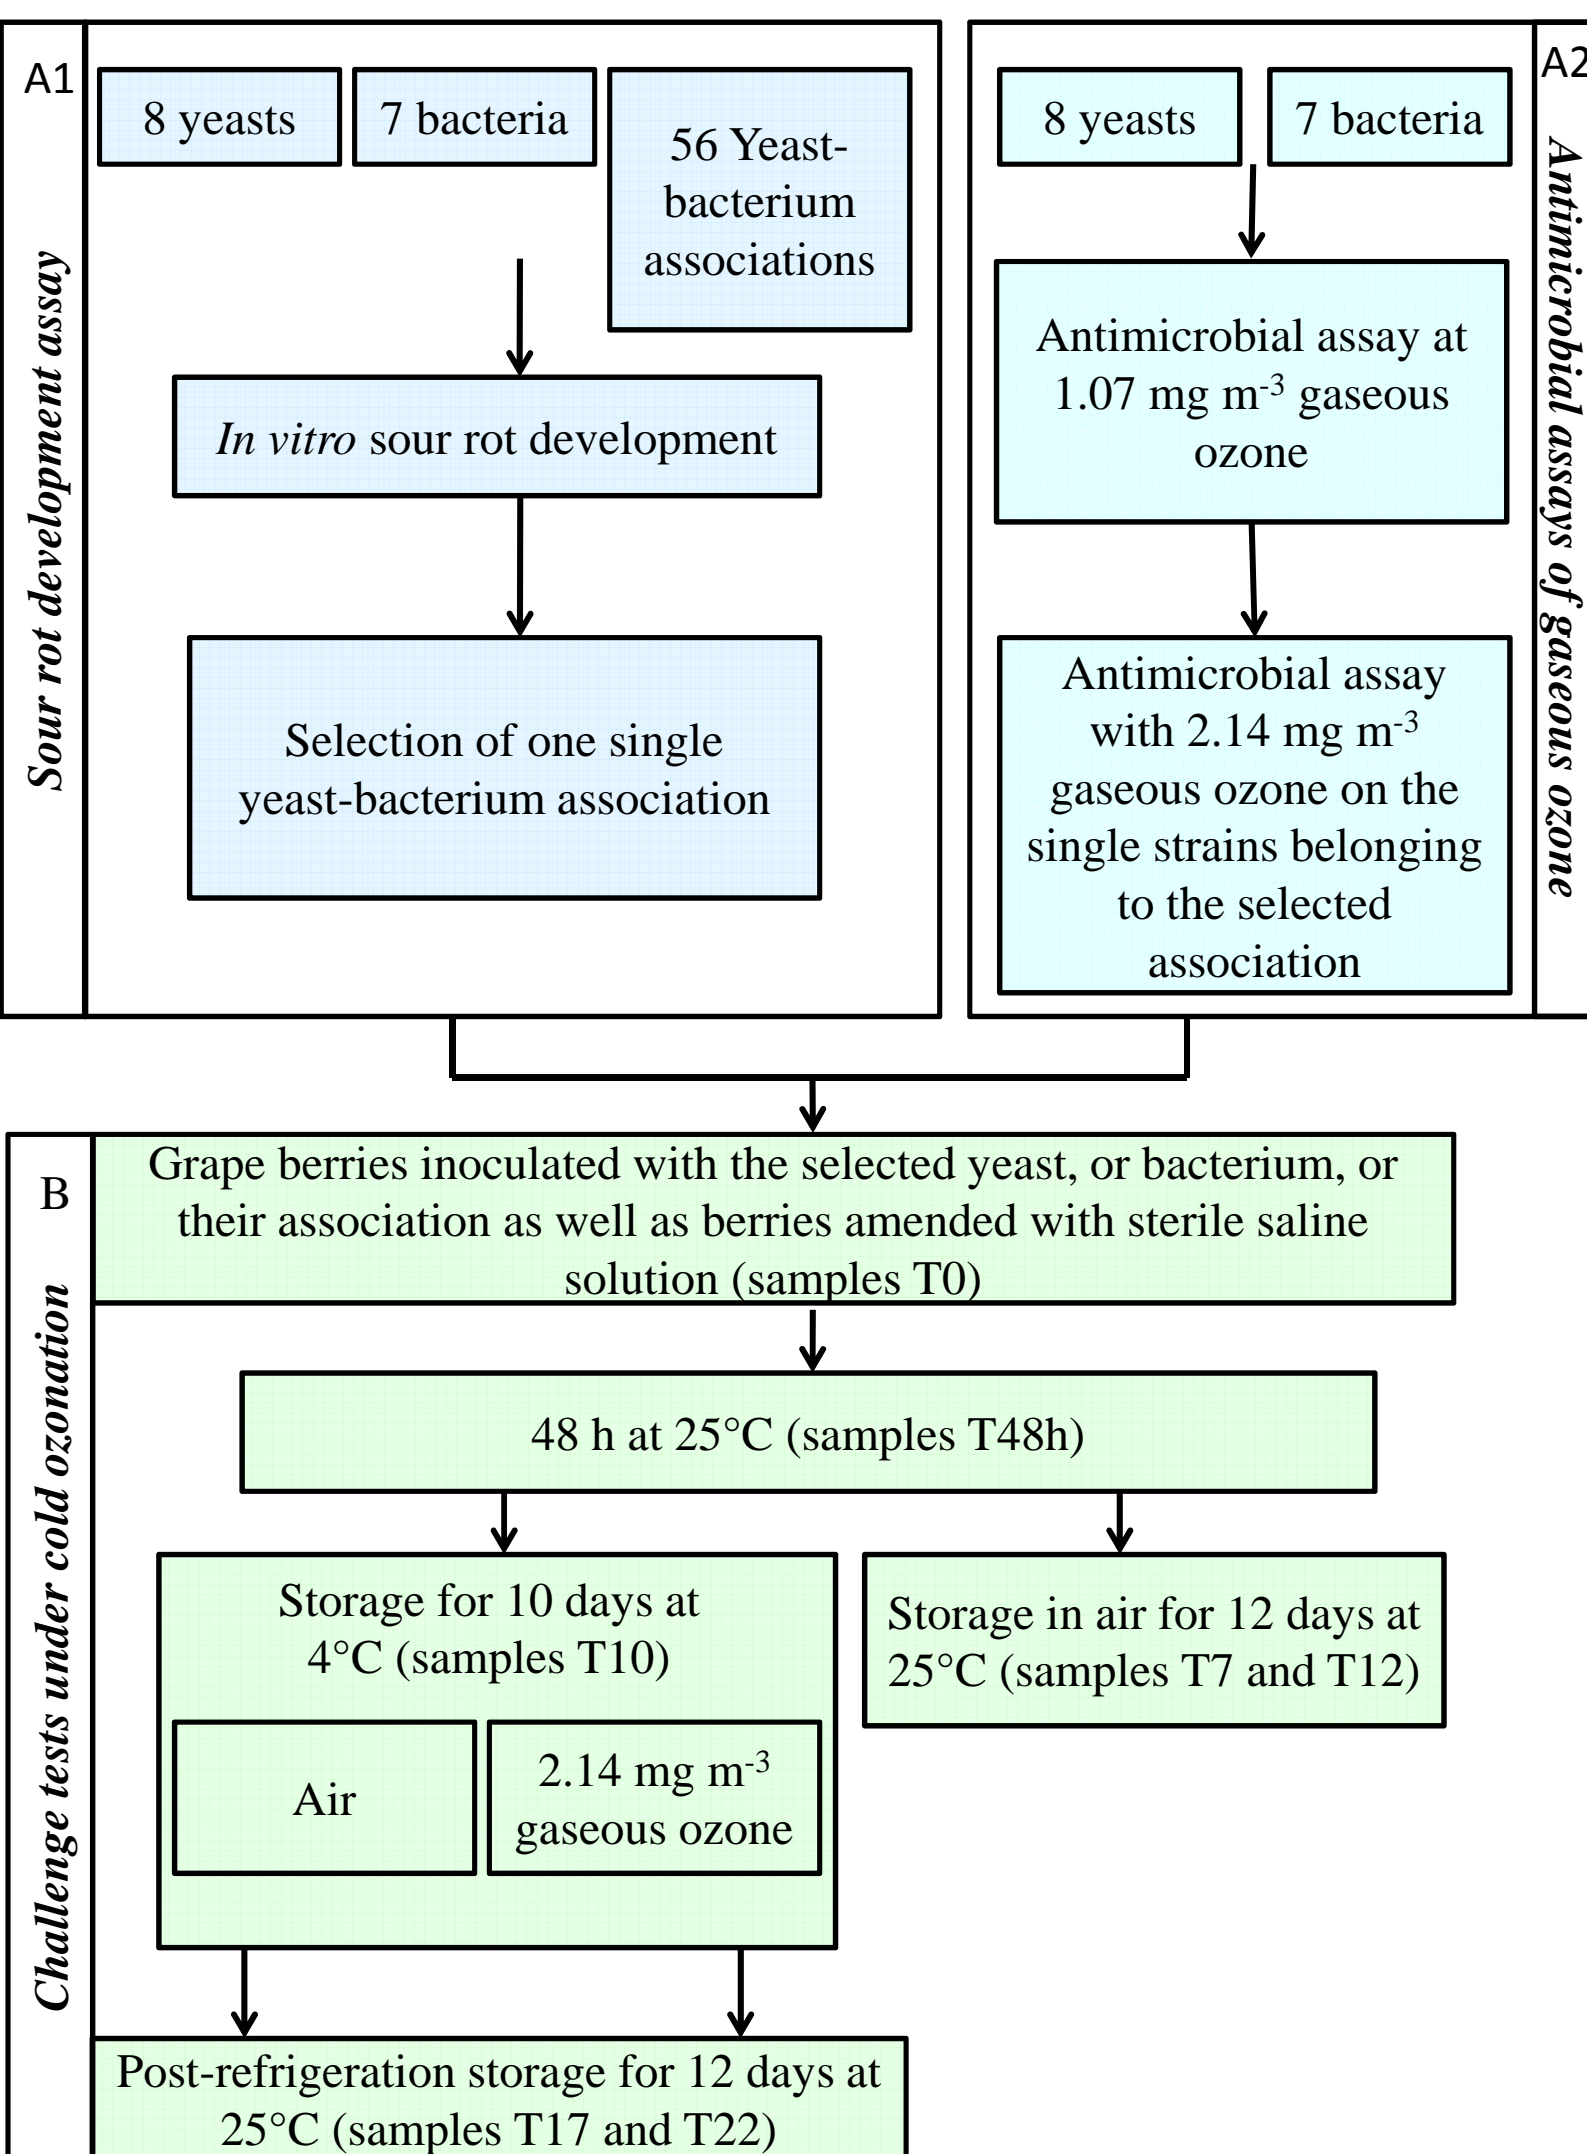 A1
Sour rot development assay
8 yeasts
7 bacteria
56 Yeast-
bacterium
associations
In vitro sour rot development
Selection of one single
yeast-bacterium association
A2
Antimicrobial assays of gaseous ozone
8 yeasts
7 bacteria
Antimicrobial assay at
1.07 mg m⁻³ gaseous
ozone
Antimicrobial assay
with 2.14 mg m⁻³
gaseous ozone on the
single strains belonging
to the selected
association
B
Challenge tests under cold ozonation
Grape berries inoculated with the selected yeast, or bacterium, or
their association as well as berries amended with sterile saline
solution (samples T0)
48 h at 25°C (samples T48h)
Storage for 10 days at
4°C (samples T10)
Air
2.14 mg m⁻³
gaseous ozone
Storage in air for 12 days at
25°C (samples T7 and T12)
Post-refrigeration storage for 12 days at
25°C (samples T17 and T22)